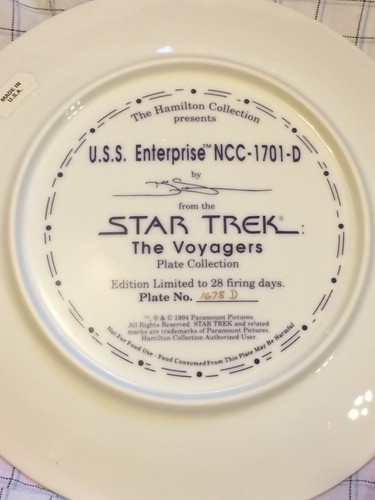 MADE IN
U.S.A.
The Hamilton Collection
presents
U.S.S. Enterprise™ NCC-1701-D
by
from the
STAR TREK®:
The Voyagers
Plate Collection
Edition Limited to 28 firing days.
Plate No. 1678 D
™, ® & © 1994 Paramount Pictures.
All Rights Reserved. STAR TREK and related
marks are trademarks of Paramount Pictures.
Hamilton Collection Authorized User
Not For Food Use - Food Consumed From This Plate May Be Harmful.